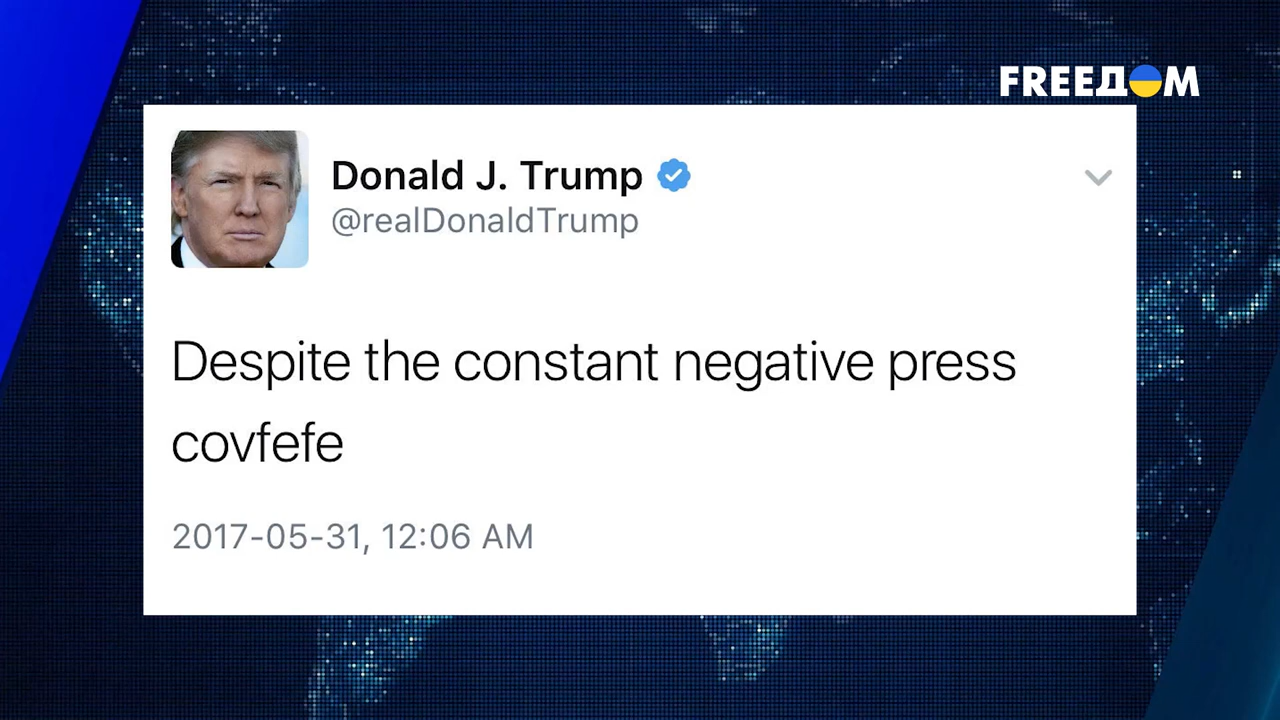 FREEДOM
Donald J. Trump
@realDonaldTrump
Despite the constant negative press
covfefe
2017-05-31, 12:06 AM